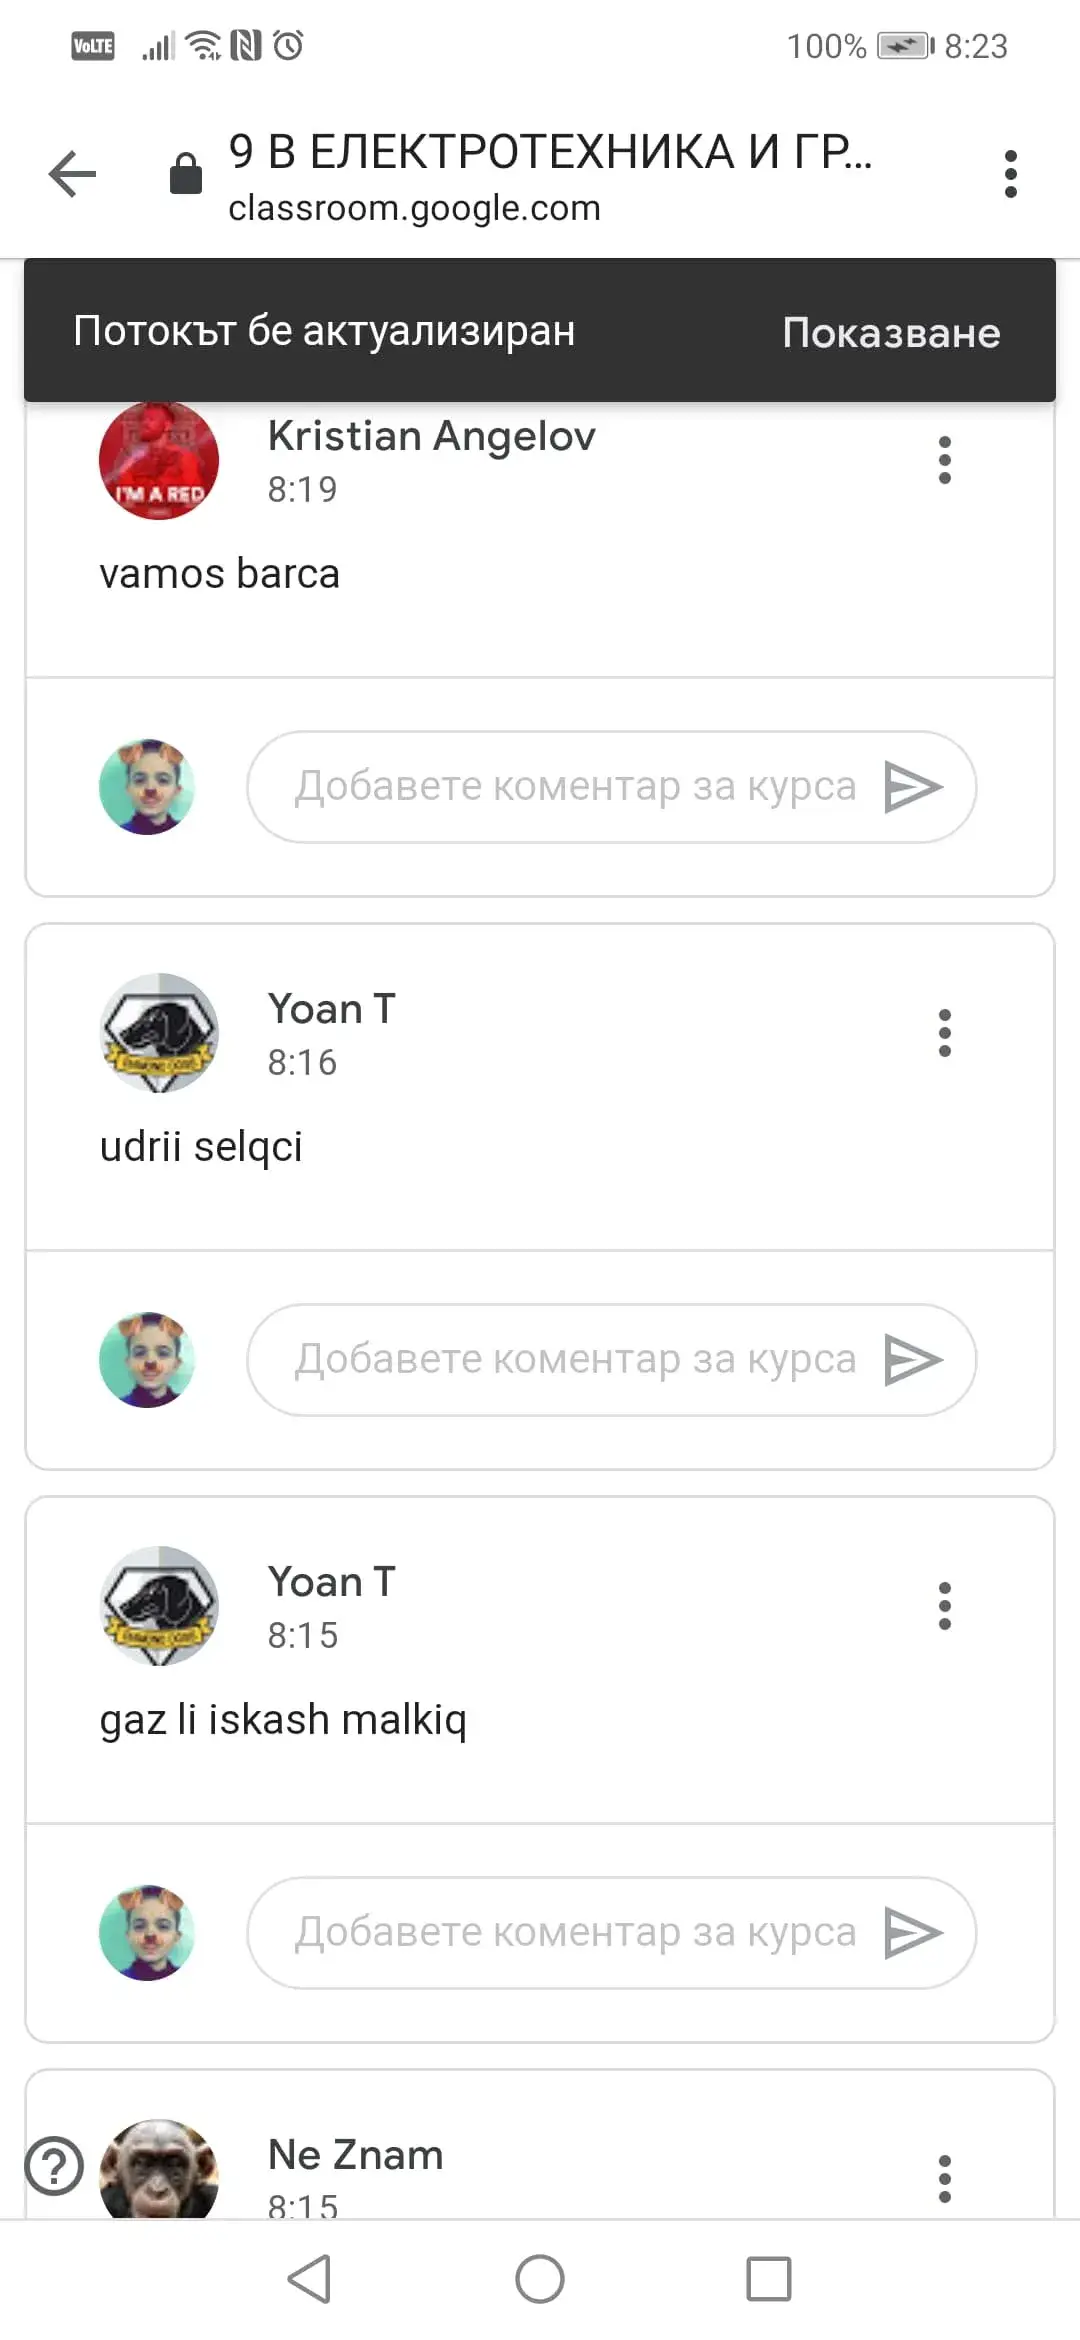 VoLTE
100% 8:23
9 В ЕЛЕКТРОТЕХНИКА И ГР...
classroom.google.com
Потокът бе актуализиран Показване
I'M A RED
Kristian Angelov
8:19
vamos barca
Добавете коментар за курса
Yoan T
8:16
udrii selqci
Добавете коментар за курса
Yoan T
8:15
gaz li iskash malkiq
Добавете коментар за курса
Ne Znam
8:15